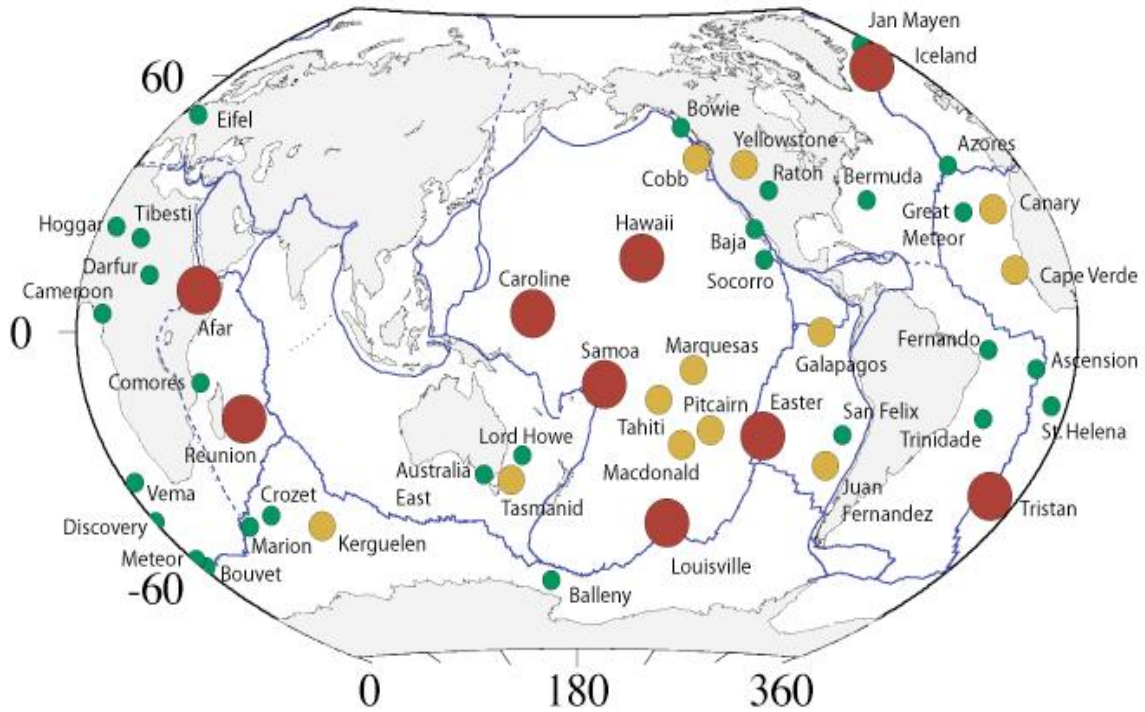 Jan Mayen
Iceland
60
Eifel
Bowie
Yellowstone
Azores
Cobb
Raton
Bermuda
Hoggar
Tibesti
Great
Meteor
Canary
Hawaii
Baja
Darfur
Socorro
Caroline
Cape Verde
Cameroon
0
Afar
Samoa
Marquesas
Galapagos
Fernando
Ascension
Comores
Tahiti
Pitcairn
Easter
San Felix
Trinidade
St. Helena
Reunion
Lord Howe
Macdonald
Australia
East
Tasmanid
Juan
Fernandez
Vema
Crozet
Tristan
Discovery
Marion
Kerguelen
Meteor
Bouvet
Louisville
-60
Balleny
0 180 360